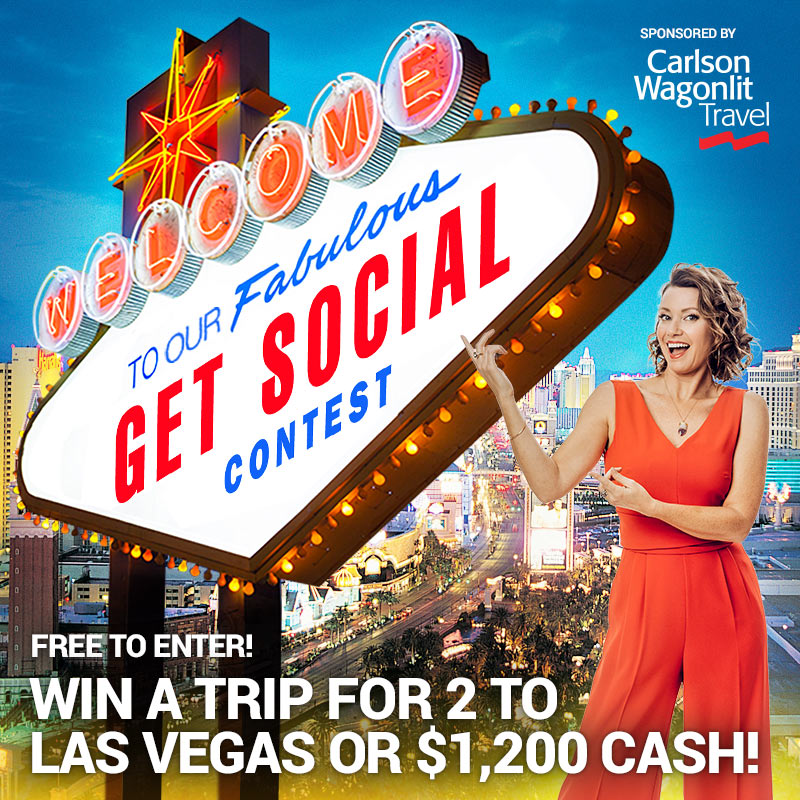 SPONSORED BY
Carlson
Wagonlit
Travel
WELCOME
TO OUR Fabulous
GET SOCIAL
CONTEST
FREE TO ENTER!
WIN A TRIP FOR 2 TO
LAS VEGAS OR $1,200 CASH!